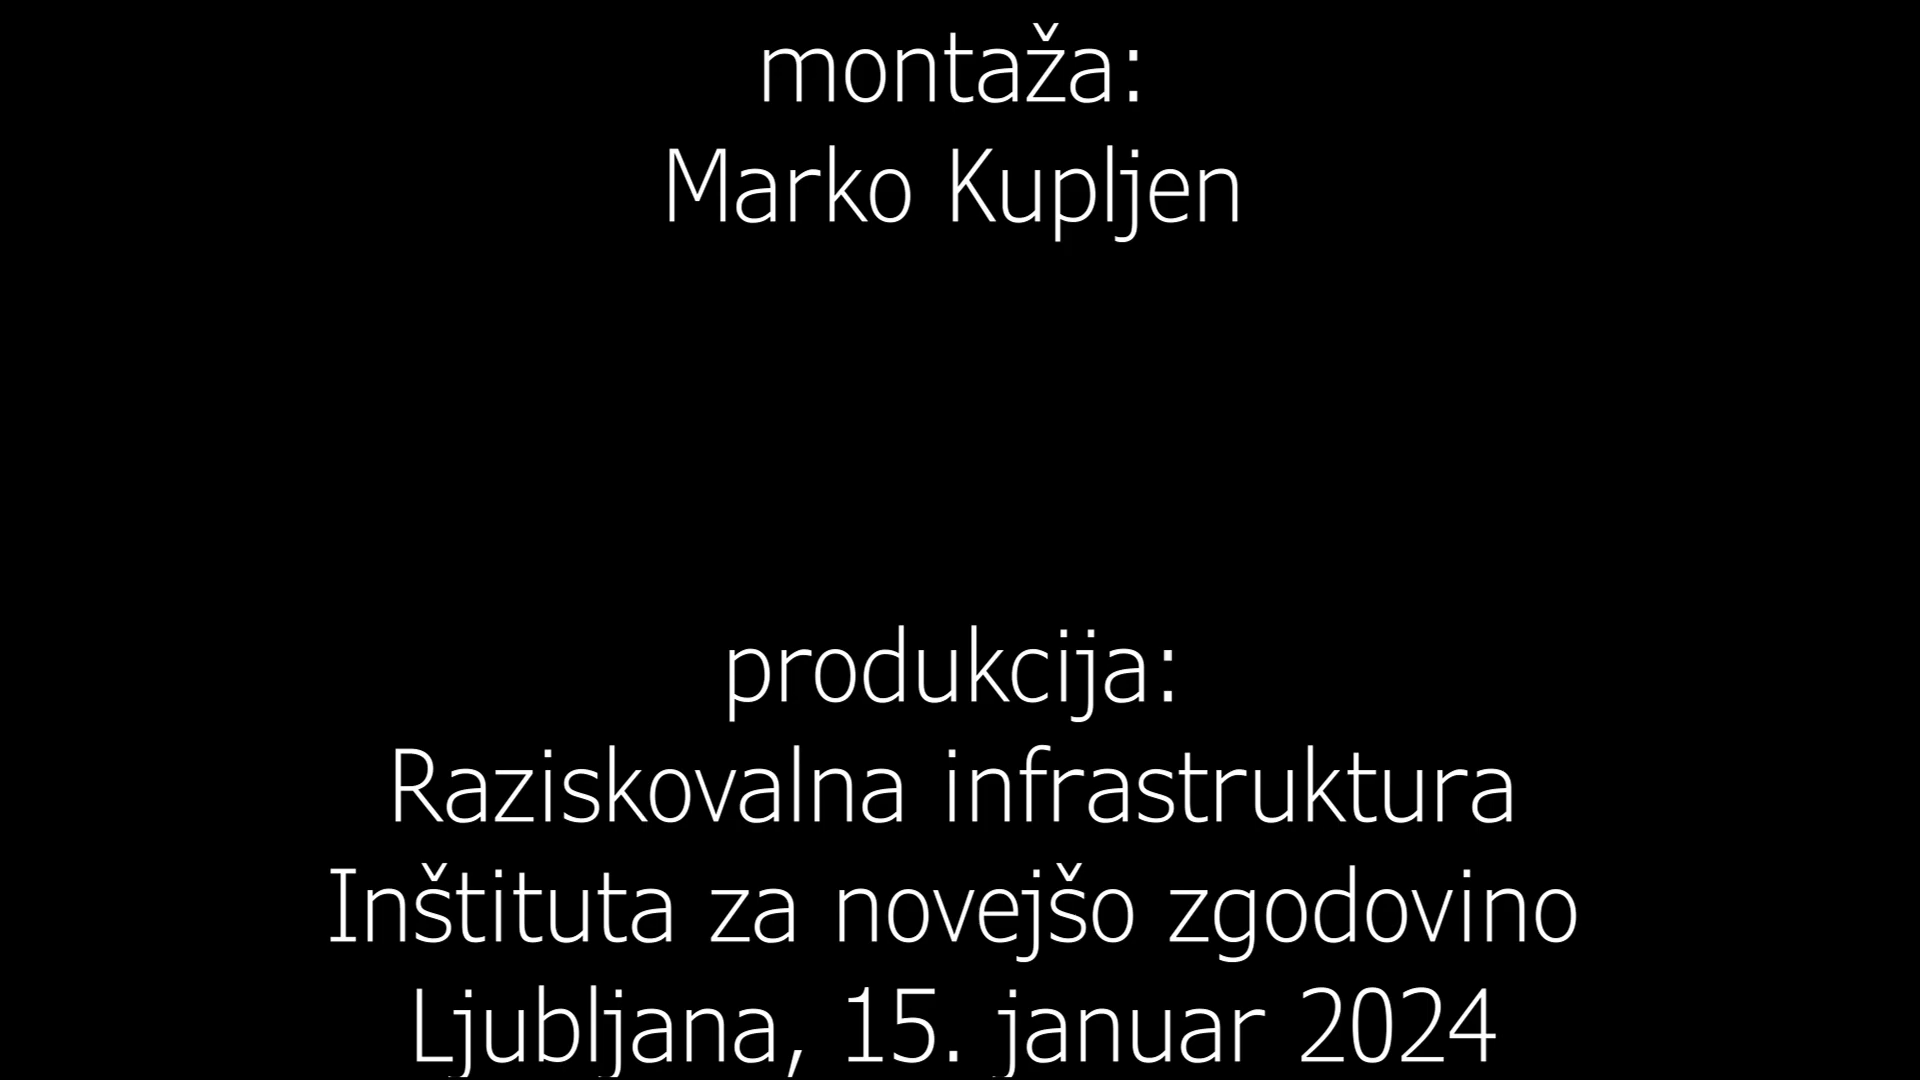 montaža:
Marko Kupljen
produkcija:
Raziskovalna infrastruktura
Inštituta za novejšo zgodovino
Ljubljana, 15. januar 2024